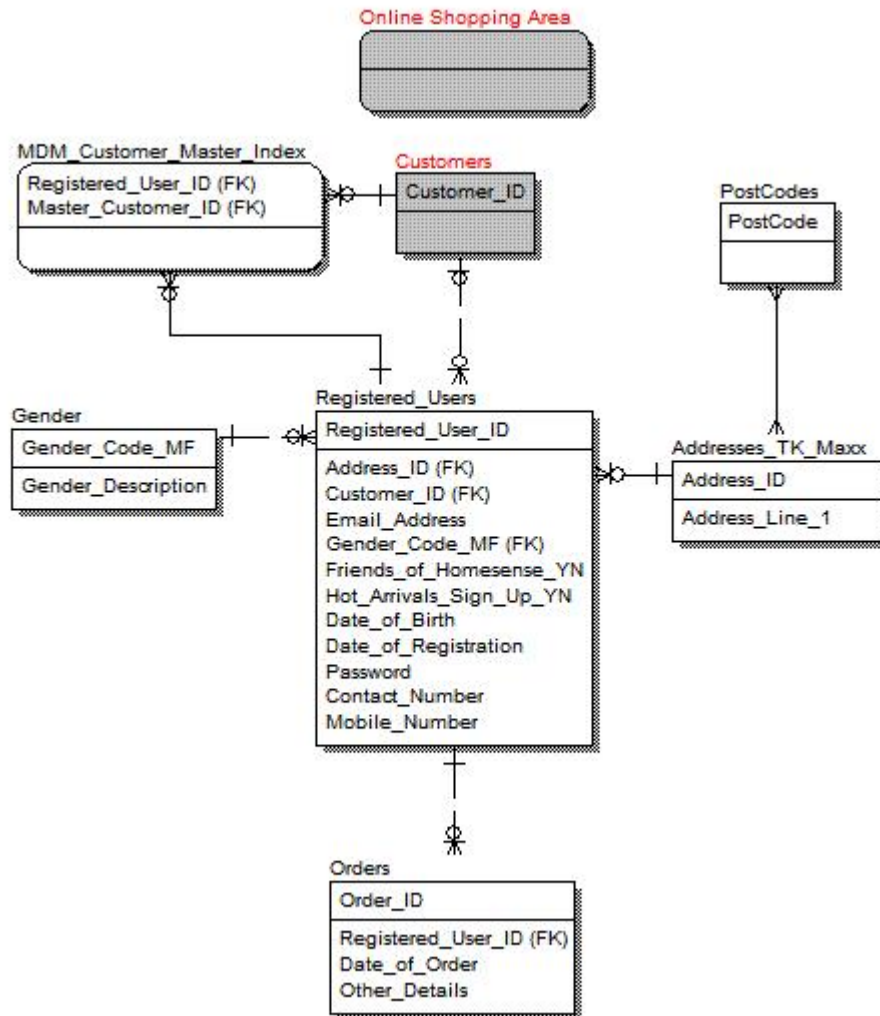 Online Shopping Area
MDM_Customer_Master_Index
Registered_User_ID (FK)
Master_Customer_ID (FK)
Customers
Customer_ID
PostCodes
PostCode
Gender
Gender_Code_MF
Gender_Description
Registered_Users
Registered_User_ID
Address_ID (FK)
Customer_ID (FK)
Email_Address
Gender_Code_MF (FK)
Friends_of_Homesense_YN
Hot_Arrivals_Sign_Up_YN
Date_of_Birth
Date_of_Registration
Password
Contact_Number
Mobile_Number
Addresses_TK_Maxx
Address_ID
Address_Line_1
Orders
Order_ID
Registered_User_ID (FK)
Date_of_Order
Other_Details